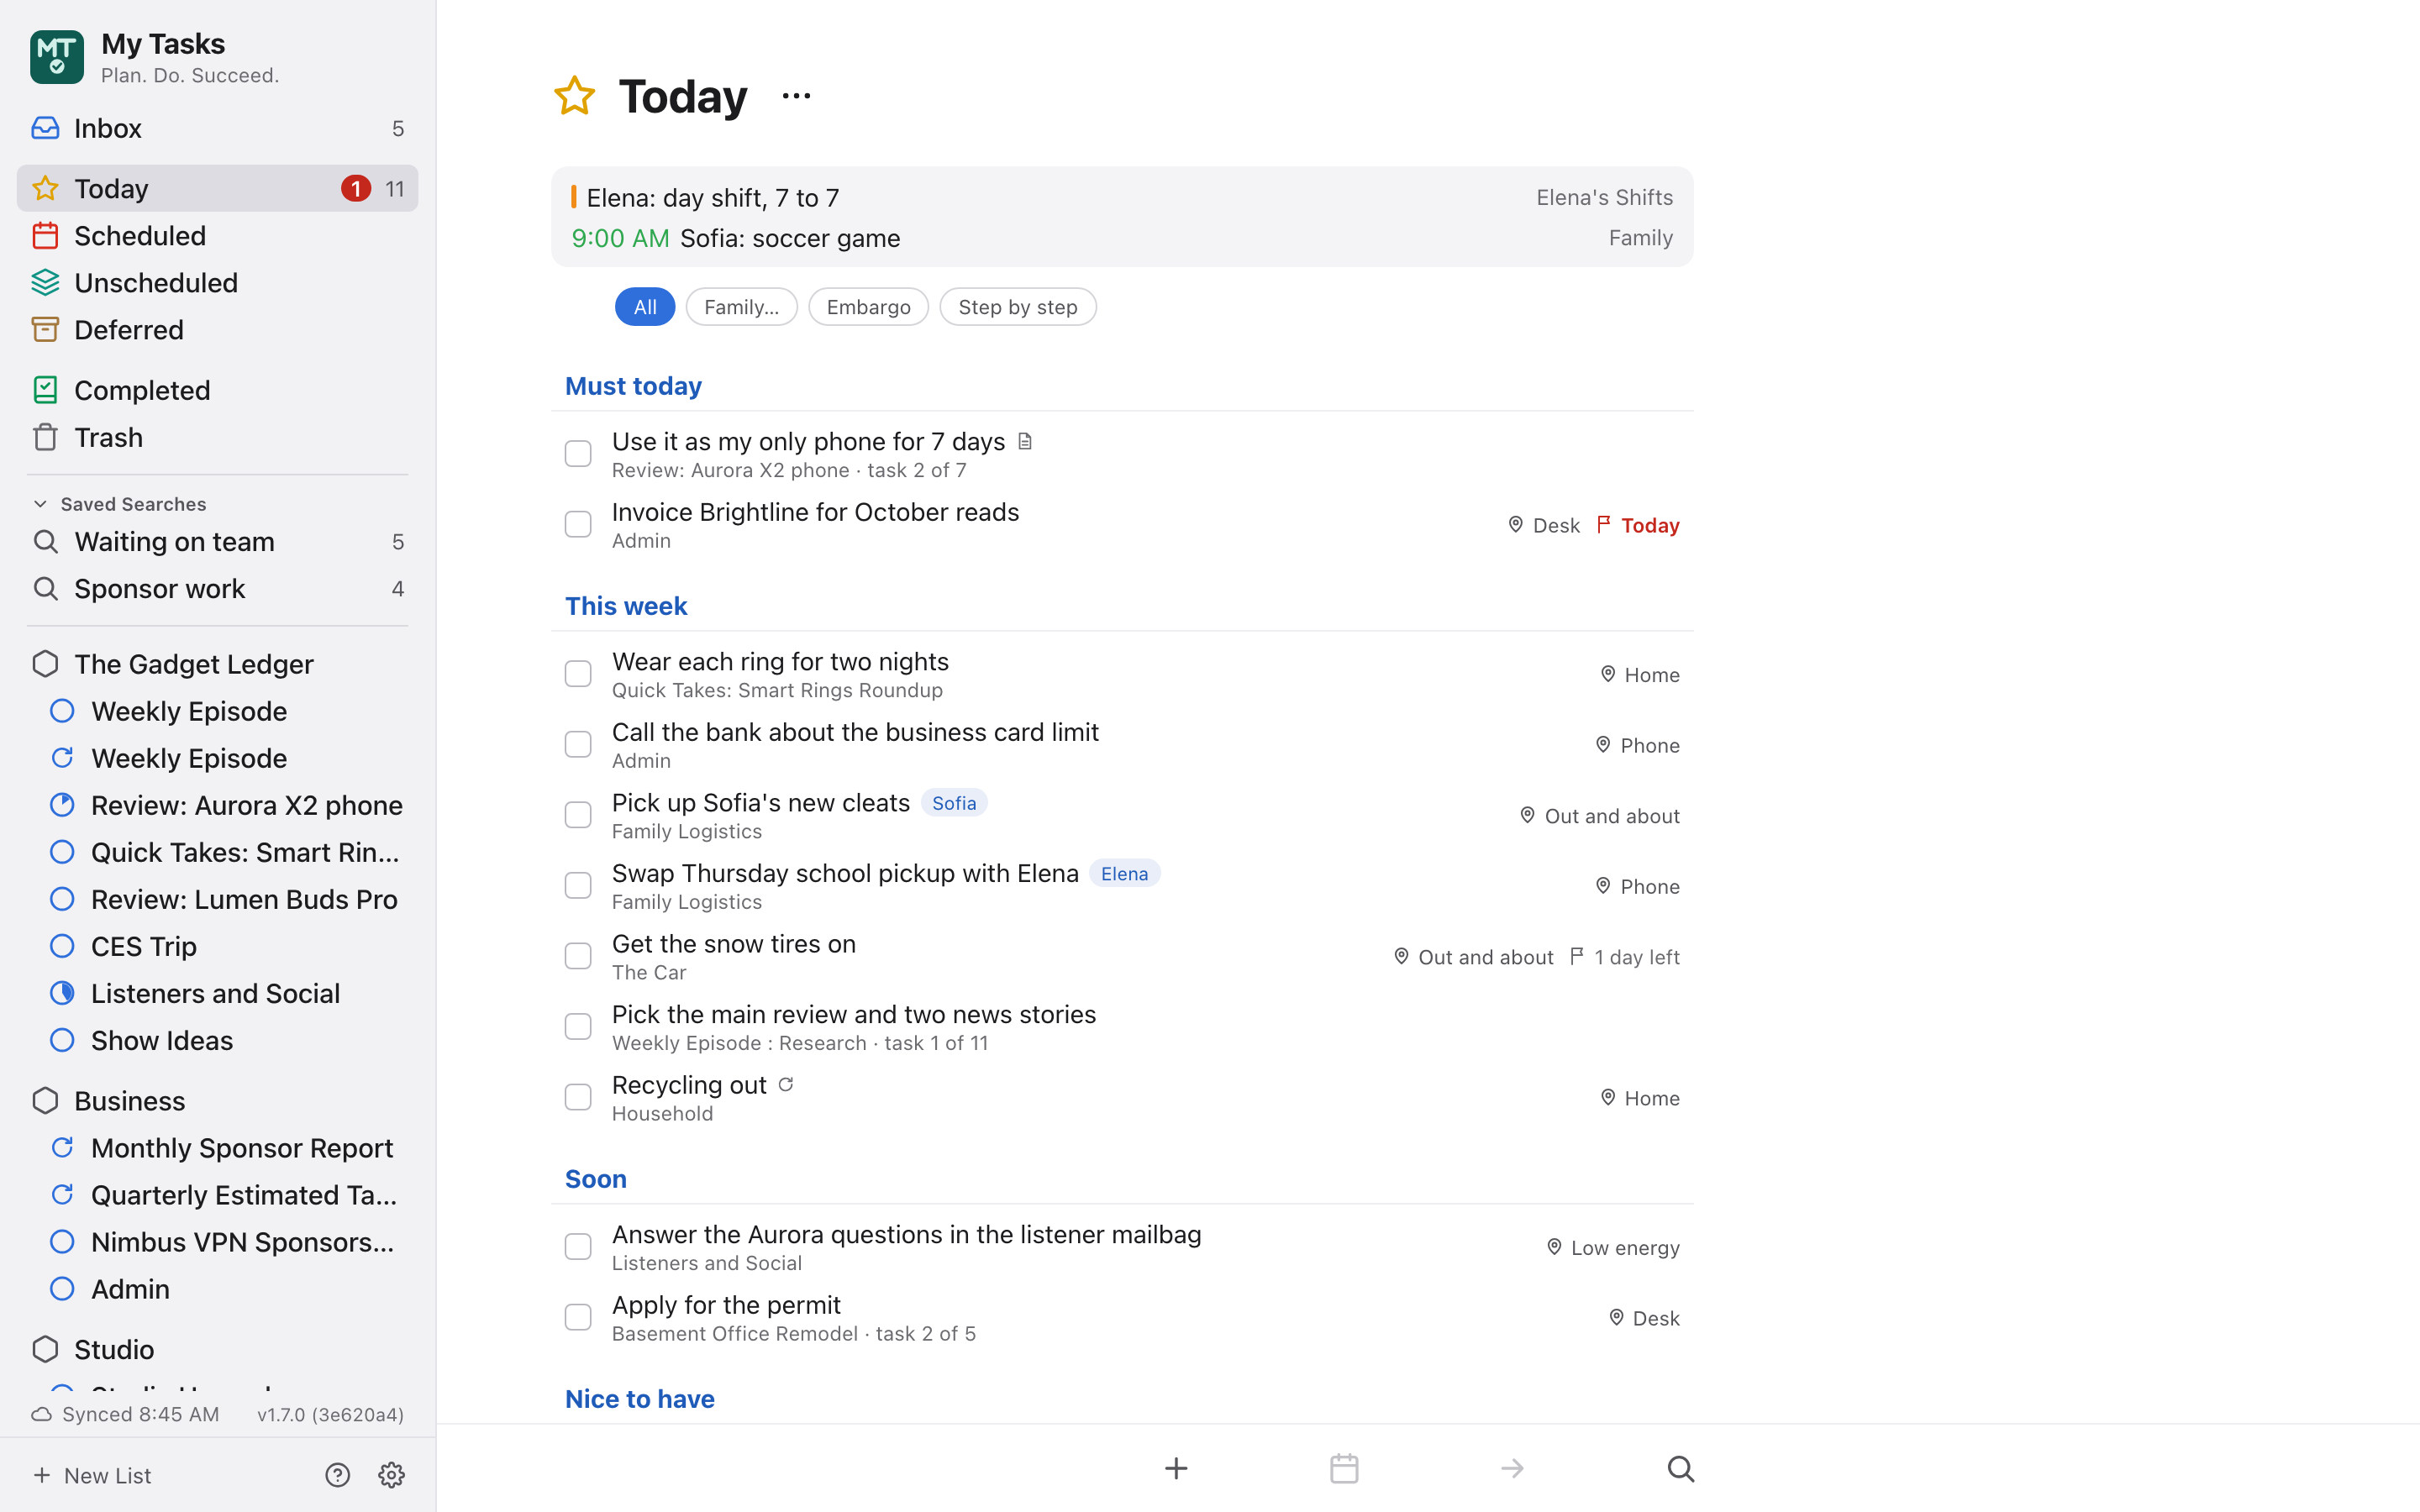 MT
My Tasks
Plan. Do. Succeed.
Inbox 5
Today 1 11
Scheduled
Unscheduled
Deferred
Completed
Trash
Saved Searches
Waiting on team 5
Sponsor work 4
The Gadget Ledger
Weekly Episode
Weekly Episode
Review: Aurora X2 phone
Quick Takes: Smart Rin...
Review: Lumen Buds Pro
CES Trip
Listeners and Social
Show Ideas
Business
Monthly Sponsor Report
Quarterly Estimated Ta...
Nimbus VPN Sponsors...
Admin
Studio
Synced 8:45 AM v1.7.0 (3e620a4)
New List
Today
Elena: day shift, 7 to 7 Elena's Shifts
9:00 AM Sofia: soccer game Family
All Family... Embargo Step by step
Must today
Use it as my only phone for 7 days
Review: Aurora X2 phone · task 2 of 7
Invoice Brightline for October reads
Admin
Desk Today
This week
Wear each ring for two nights
Quick Takes: Smart Rings Roundup
Home
Call the bank about the business card limit
Admin
Phone
Pick up Sofia's new cleats Sofia
Family Logistics
Out and about
Swap Thursday school pickup with Elena Elena
Family Logistics
Phone
Get the snow tires on
The Car
Out and about 1 day left
Pick the main review and two news stories
Weekly Episode : Research · task 1 of 11
Recycling out
Household
Home
Soon
Answer the Aurora questions in the listener mailbag
Listeners and Social
Low energy
Apply for the permit
Basement Office Remodel · task 2 of 5
Desk
Nice to have